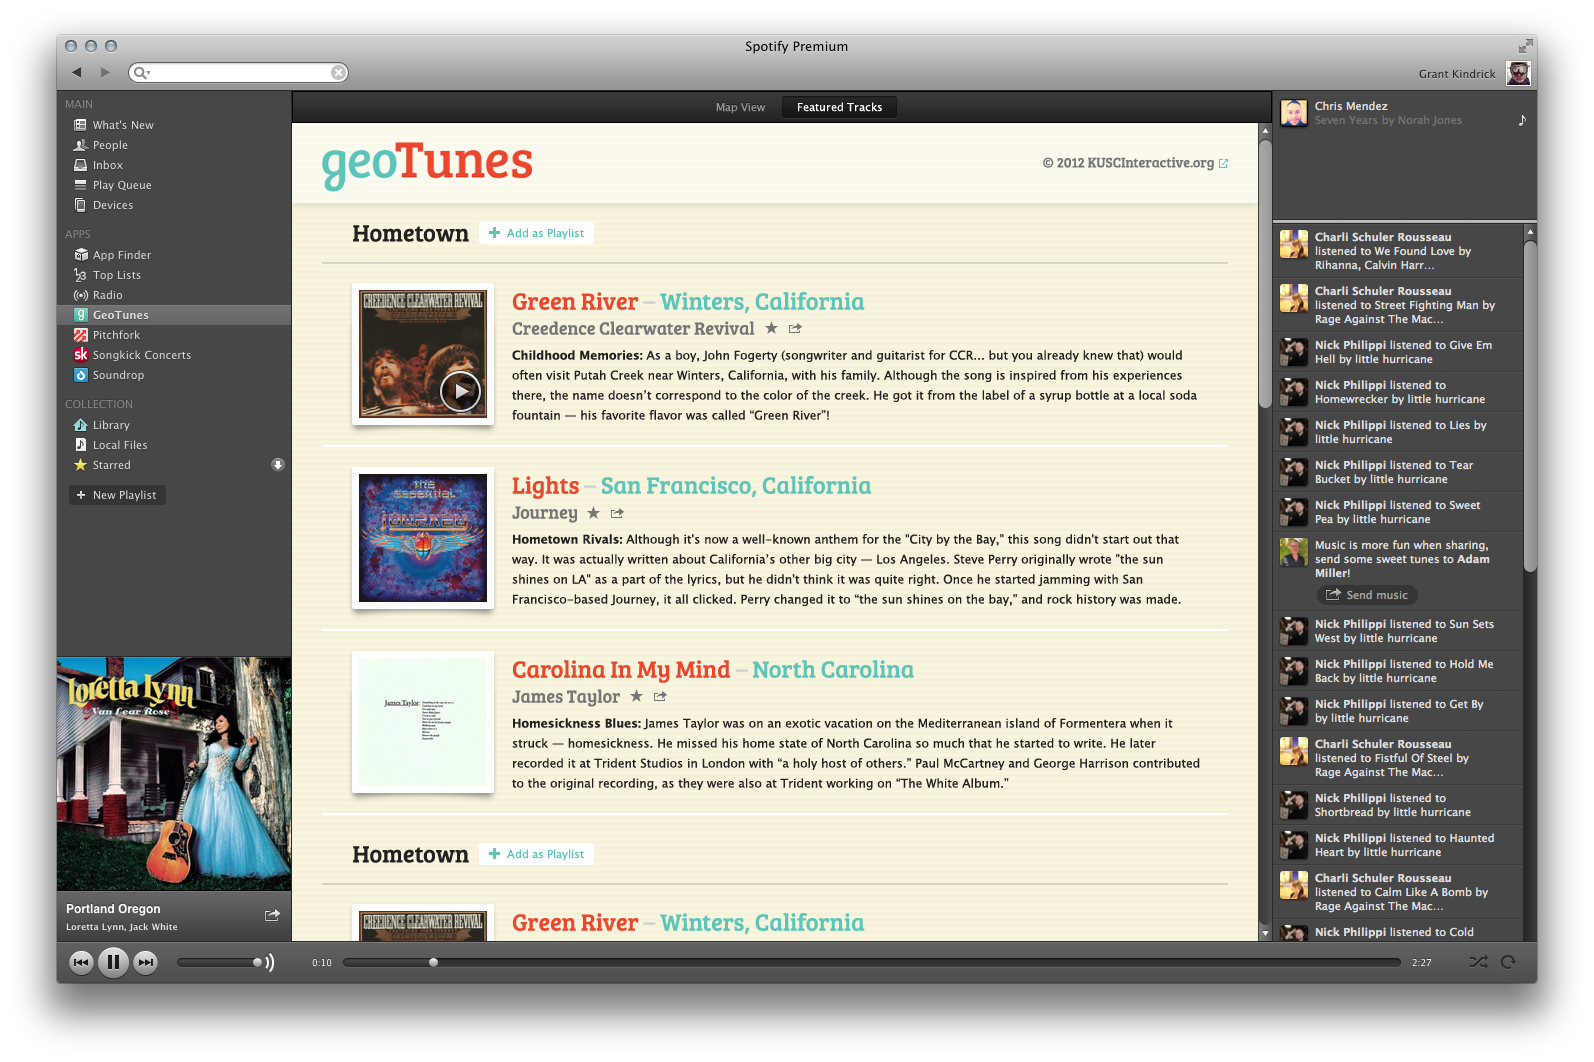 Spotify Premium
Grant Kindrick
MAIN
What's New
People
Inbox
Play Queue
Devices
APPS
App Finder
Top Lists
Radio
GeoTunes
Pitchfork
Songkick Concerts
Soundrop
COLLECTION
Library
Local Files
Starred
New Playlist
Loretta Lynn
Van Lear Rose
Portland Oregon
Loretta Lynn, Jack White
Map View
Featured Tracks
geoTunes
© 2012 KUSCInteractive.org
Hometown
Add as Playlist
CREEDENCE CLEARWATER REVIVAL
Green River – Winters, California
Creedence Clearwater Revival
Childhood Memories: As a boy, John Fogerty (songwriter and guitarist for CCR... but you already knew that) would
often visit Putah Creek near Winters, California, with his family. Although the song is inspired from his experiences
there, the name doesn’t correspond to the color of the creek. He got it from the label of a syrup bottle at a local soda
fountain — his favorite flavor was called “Green River”!
THE ESSENTIAL
JOURNEY
Lights – San Francisco, California
Journey
Hometown Rivals: Although it's now a well-known anthem for the "City by the Bay," this song didn't start out that
way. It was actually written about California’s other big city — Los Angeles. Steve Perry originally wrote "the sun
shines on LA" as a part of the lyrics, but he didn't think it was quite right. Once he started jamming with San
Francisco-based Journey, it all clicked. Perry changed it to “the sun shines on the bay,” and rock history was made.
James Taylor
Carolina In My Mind – North Carolina
James Taylor
Homesickness Blues: James Taylor was on an exotic vacation on the Mediterranean island of Formentera when it
struck — homesickness. He missed his home state of North Carolina so much that he started to write. He later
recorded it at Trident Studios in London with “a holy host of others.” Paul McCartney and George Harrison contributed
to the original recording, as they were also at Trident working on “The White Album.”
Hometown
Add as Playlist
CREEDENCE CLEARWATER REVIVAL
Green River – Winters, California
Chris Mendez
Seven Years by Norah Jones
Charli Schuler Rousseau
listened to We Found Love by
Rihanna, Calvin Harr...
Charli Schuler Rousseau
listened to Street Fighting Man by
Rage Against The Mac...
Nick Philippi listened to Give Em
Hell by little hurricane
Nick Philippi listened to
Homewrecker by little hurricane
Nick Philippi listened to Lies by
little hurricane
Nick Philippi listened to Tear
Bucket by little hurricane
Nick Philippi listened to Sweet
Pea by little hurricane
Music is more fun when sharing,
send some sweet tunes to Adam
Miller!
Send music
Nick Philippi listened to Sun Sets
West by little hurricane
Nick Philippi listened to Hold Me
Back by little hurricane
Nick Philippi listened to Get By
by little hurricane
Charli Schuler Rousseau
listened to Fistful Of Steel by
Rage Against The Mac...
Nick Philippi listened to
Shortbread by little hurricane
Nick Philippi listened to Haunted
Heart by little hurricane
Charli Schuler Rousseau
listened to Calm Like A Bomb by
Rage Against The Mac...
Nick Philippi listened to Cold
0:10
2:27